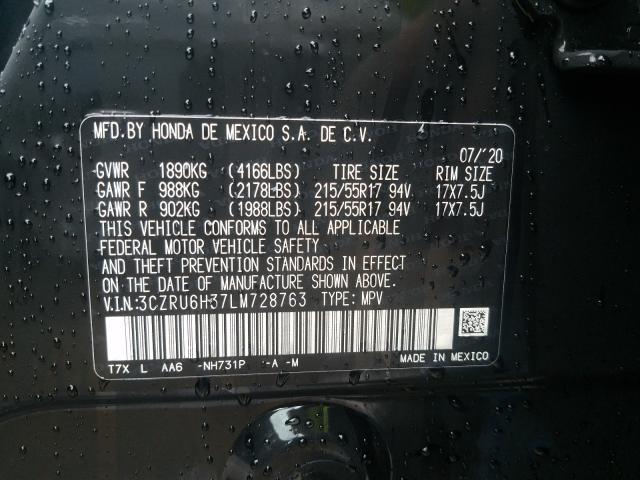 MFD. BY HONDA DE MEXICO S.A. DE C.V.
07/'20
GVWR 1890KG (4166LBS) TIRE SIZE RIM SIZE
GAWR F 988KG (2178LBS) 215/55R17 94V 17X7.5J
GAWR R 902KG (1988LBS) 215/55R17 94V 17X7.5J
THIS VEHICLE CONFORMS TO ALL APPLICABLE
FEDERAL MOTOR VEHICLE SAFETY
AND THEFT PREVENTION STANDARDS IN EFFECT
ON THE DATE OF MANUFACTURE SHOWN ABOVE.
V.I.N.:3CZRU6H37LM728763 TYPE: MPV
T7X L AA6 -NH731P -A -M MADE IN MEXICO